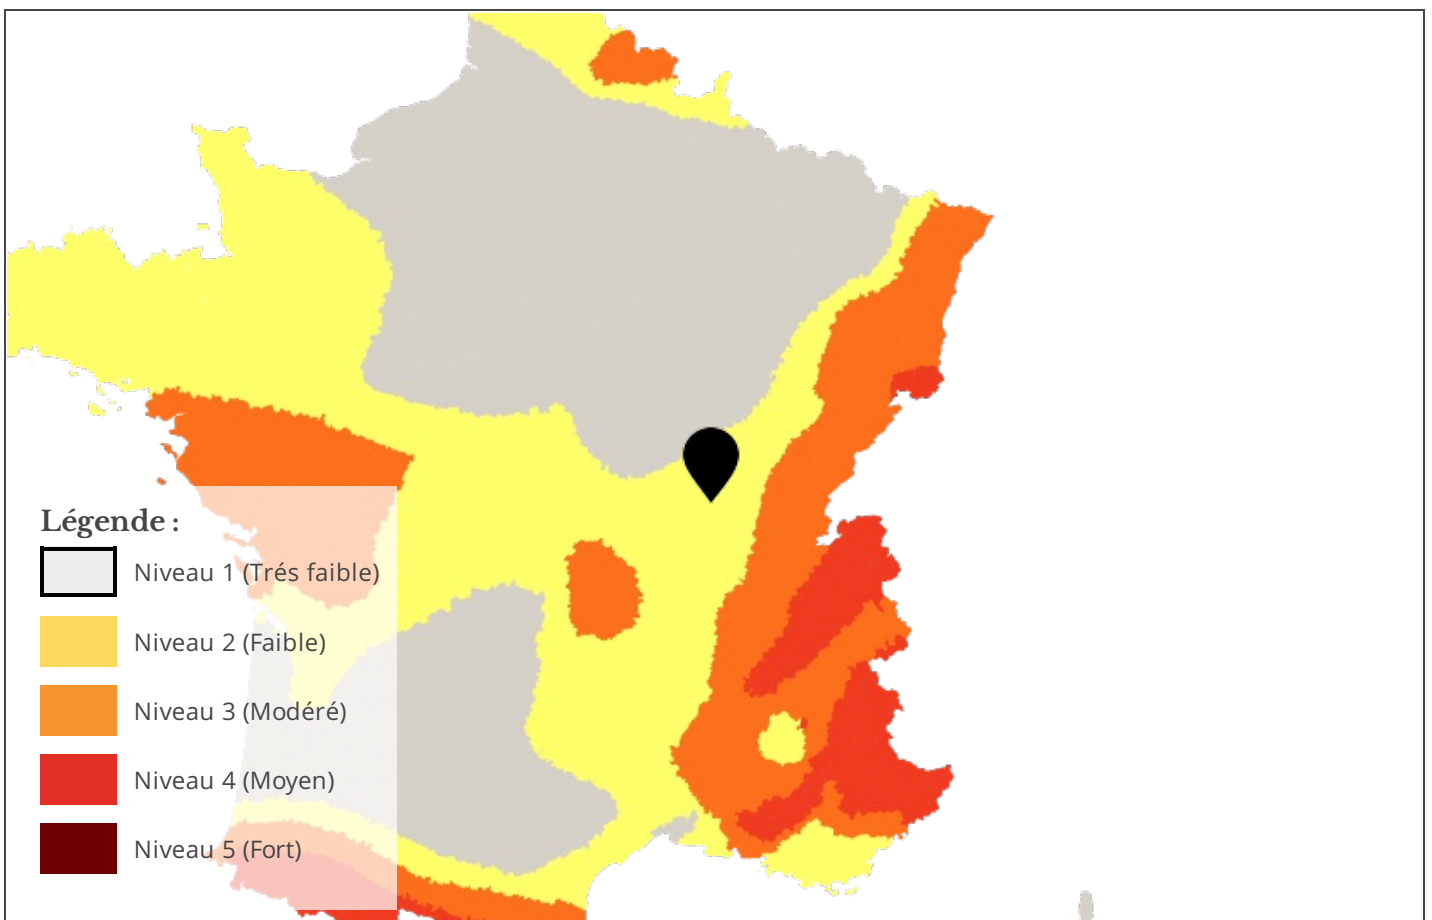 Légende :
Niveau 1 (Trés faible)
Niveau 2 (Faible)
Niveau 3 (Modéré)
Niveau 4 (Moyen)
Niveau 5 (Fort)